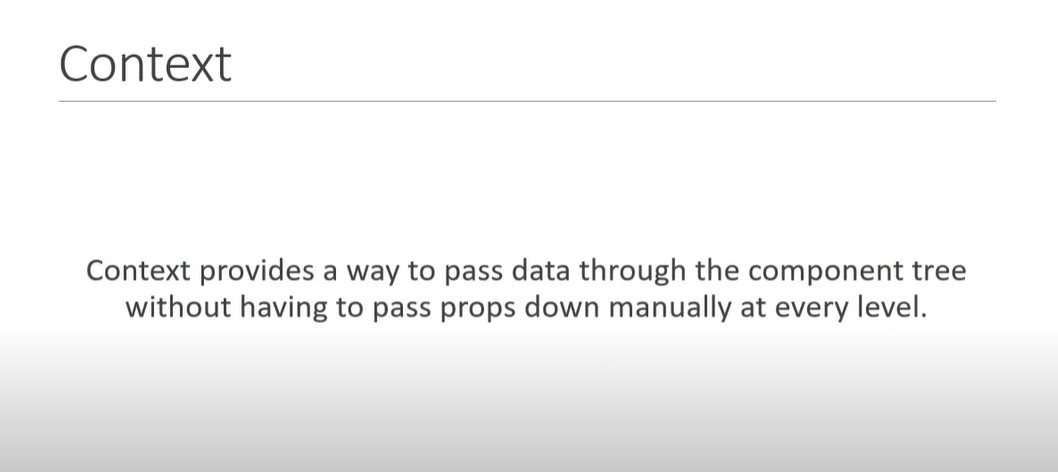 Context
Context provides a way to pass data through the component tree
without having to pass props down manually at every level.